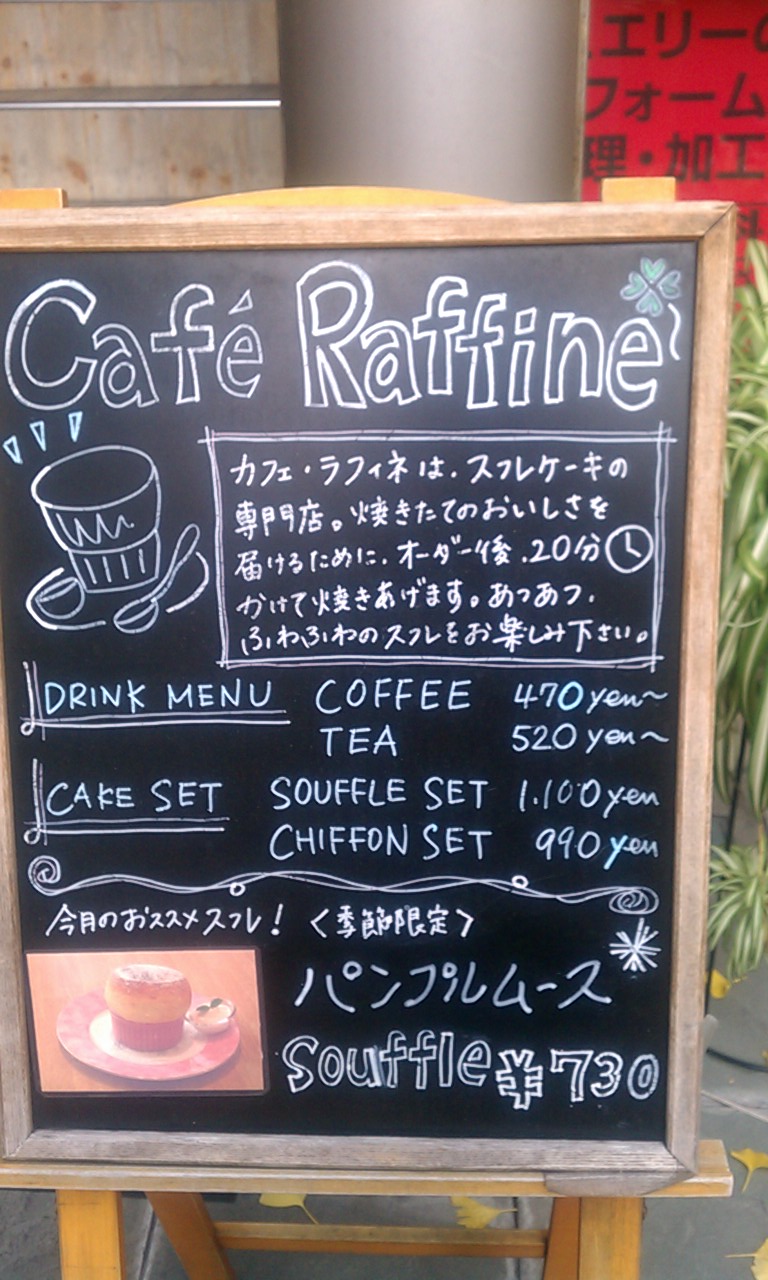 エリーの
フォーム
理・加工
Café Raffine
カフェ・ラフィネは、スフレケーキの
専門店。焼きたてのおいしさを
届けるために、オーダー後、20分
かけて焼きあげます。あつあつ、
ふわふわのスフレをお楽しみ下さい。
DRINK MENU COFFEE 470yen~
TEA 520yen~
CAKE SET SOUFFLE SET 1.100yen
CHIFFON SET 990yen
今月のおススメスフレ! <季節限定>
パンプルムース
Souffle ¥730